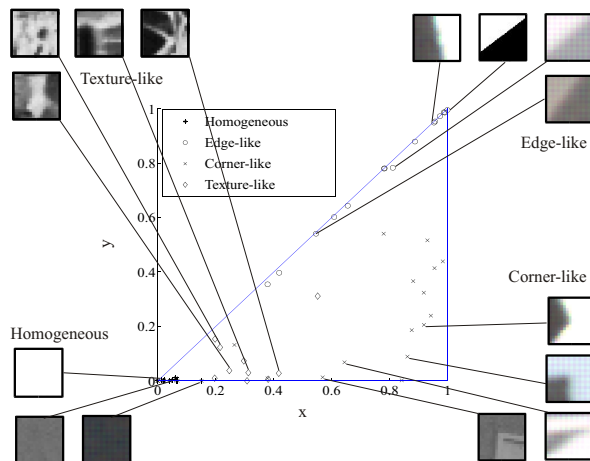 Texture-like
Edge-like
Corner-like
Homogeneous
Homogeneous
Edge-like
Corner-like
Texture-like
1
0.8
0.6
0.4
0.2
0
y
0
0.2
0.4
0.6
0.8
1
x